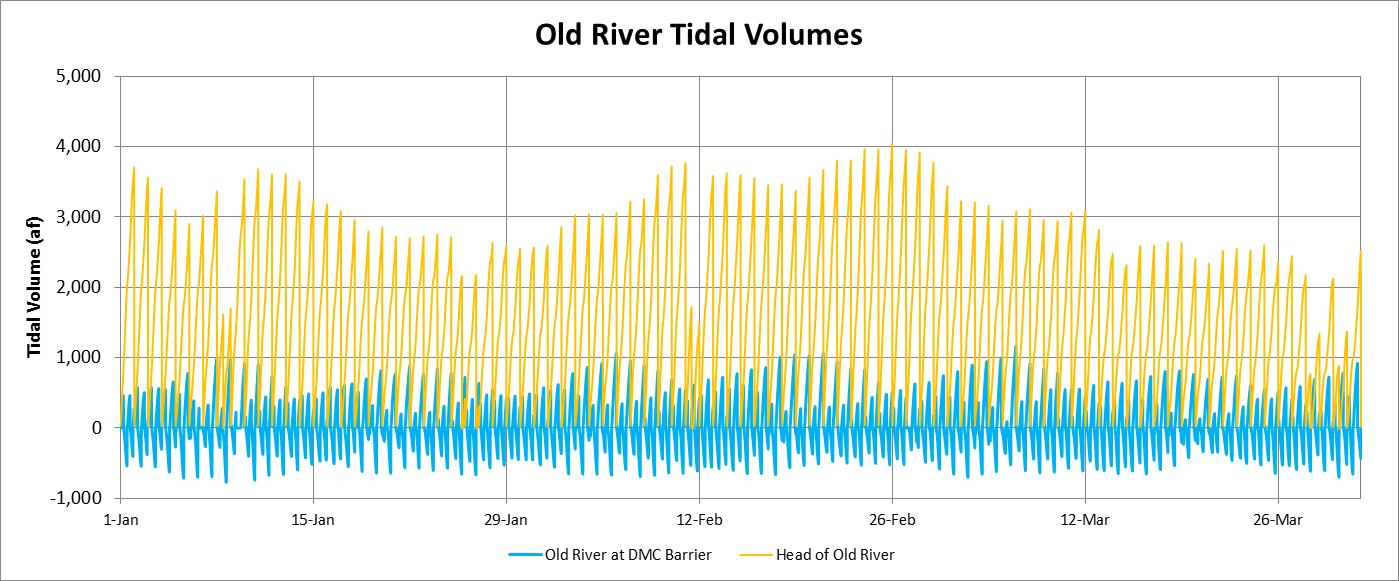 Old River Tidal Volumes
Tidal Volume (af)
5,000
4,000
3,000
2,000
1,000
0
-1,000
1-Jan 15-Jan 29-Jan 12-Feb 26-Feb 12-Mar 26-Mar
Old River at DMC Barrier Head of Old River